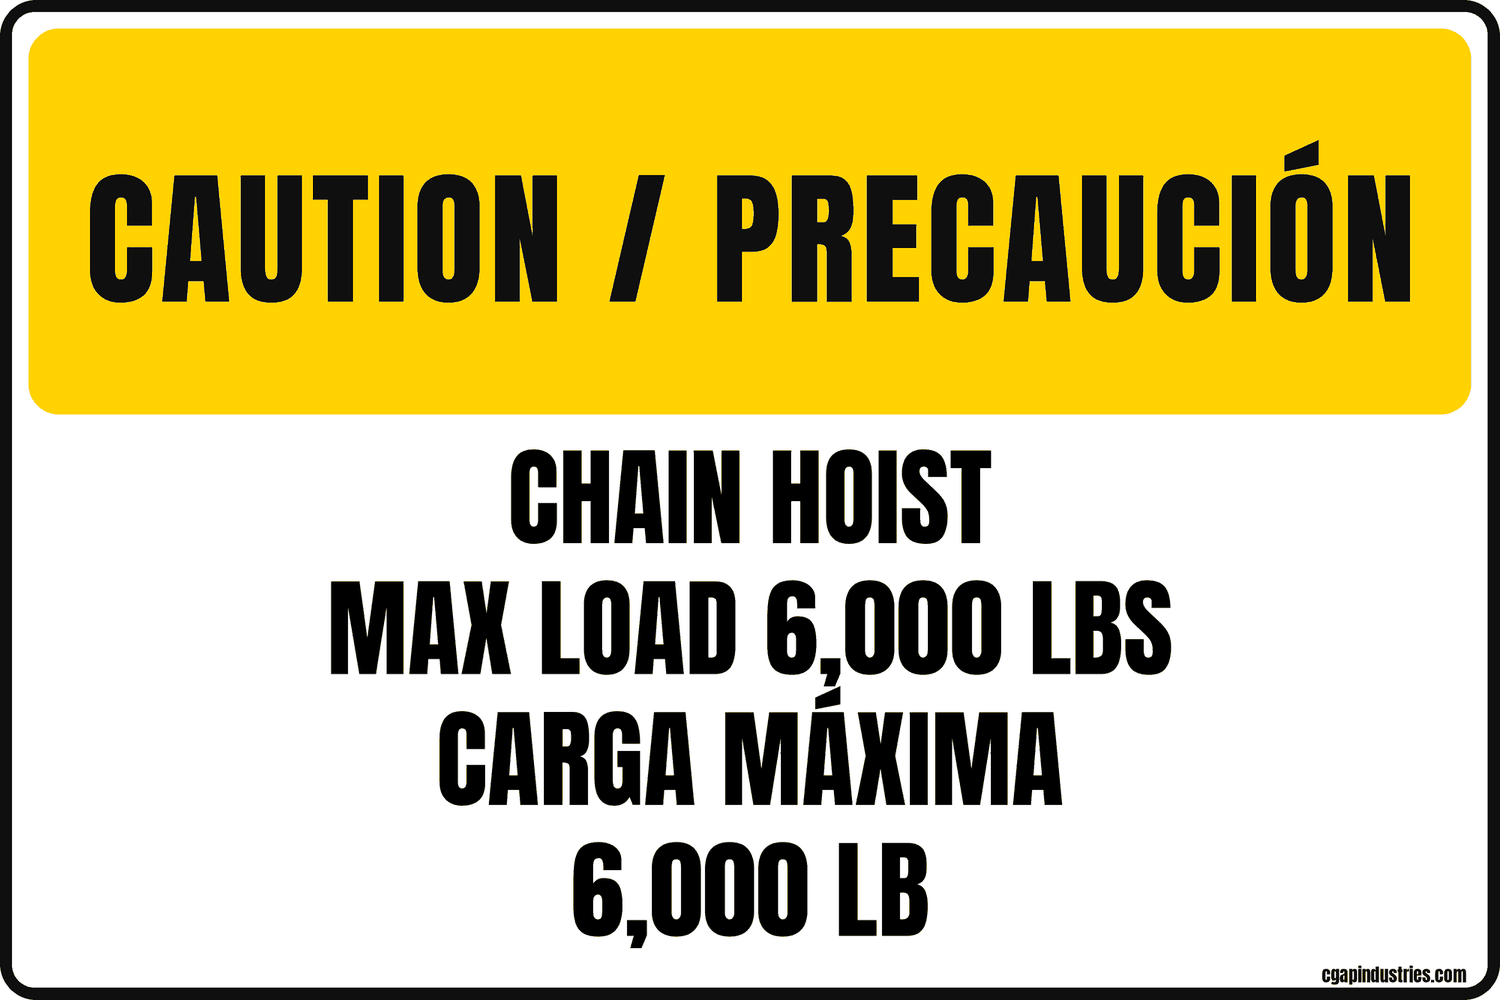 CAUTION / PRECAUCIÓN
CHAIN HOIST
MAX LOAD 6,000 LBS
CARGA MÁXIMA
6,000 LB
cgapindustries.com